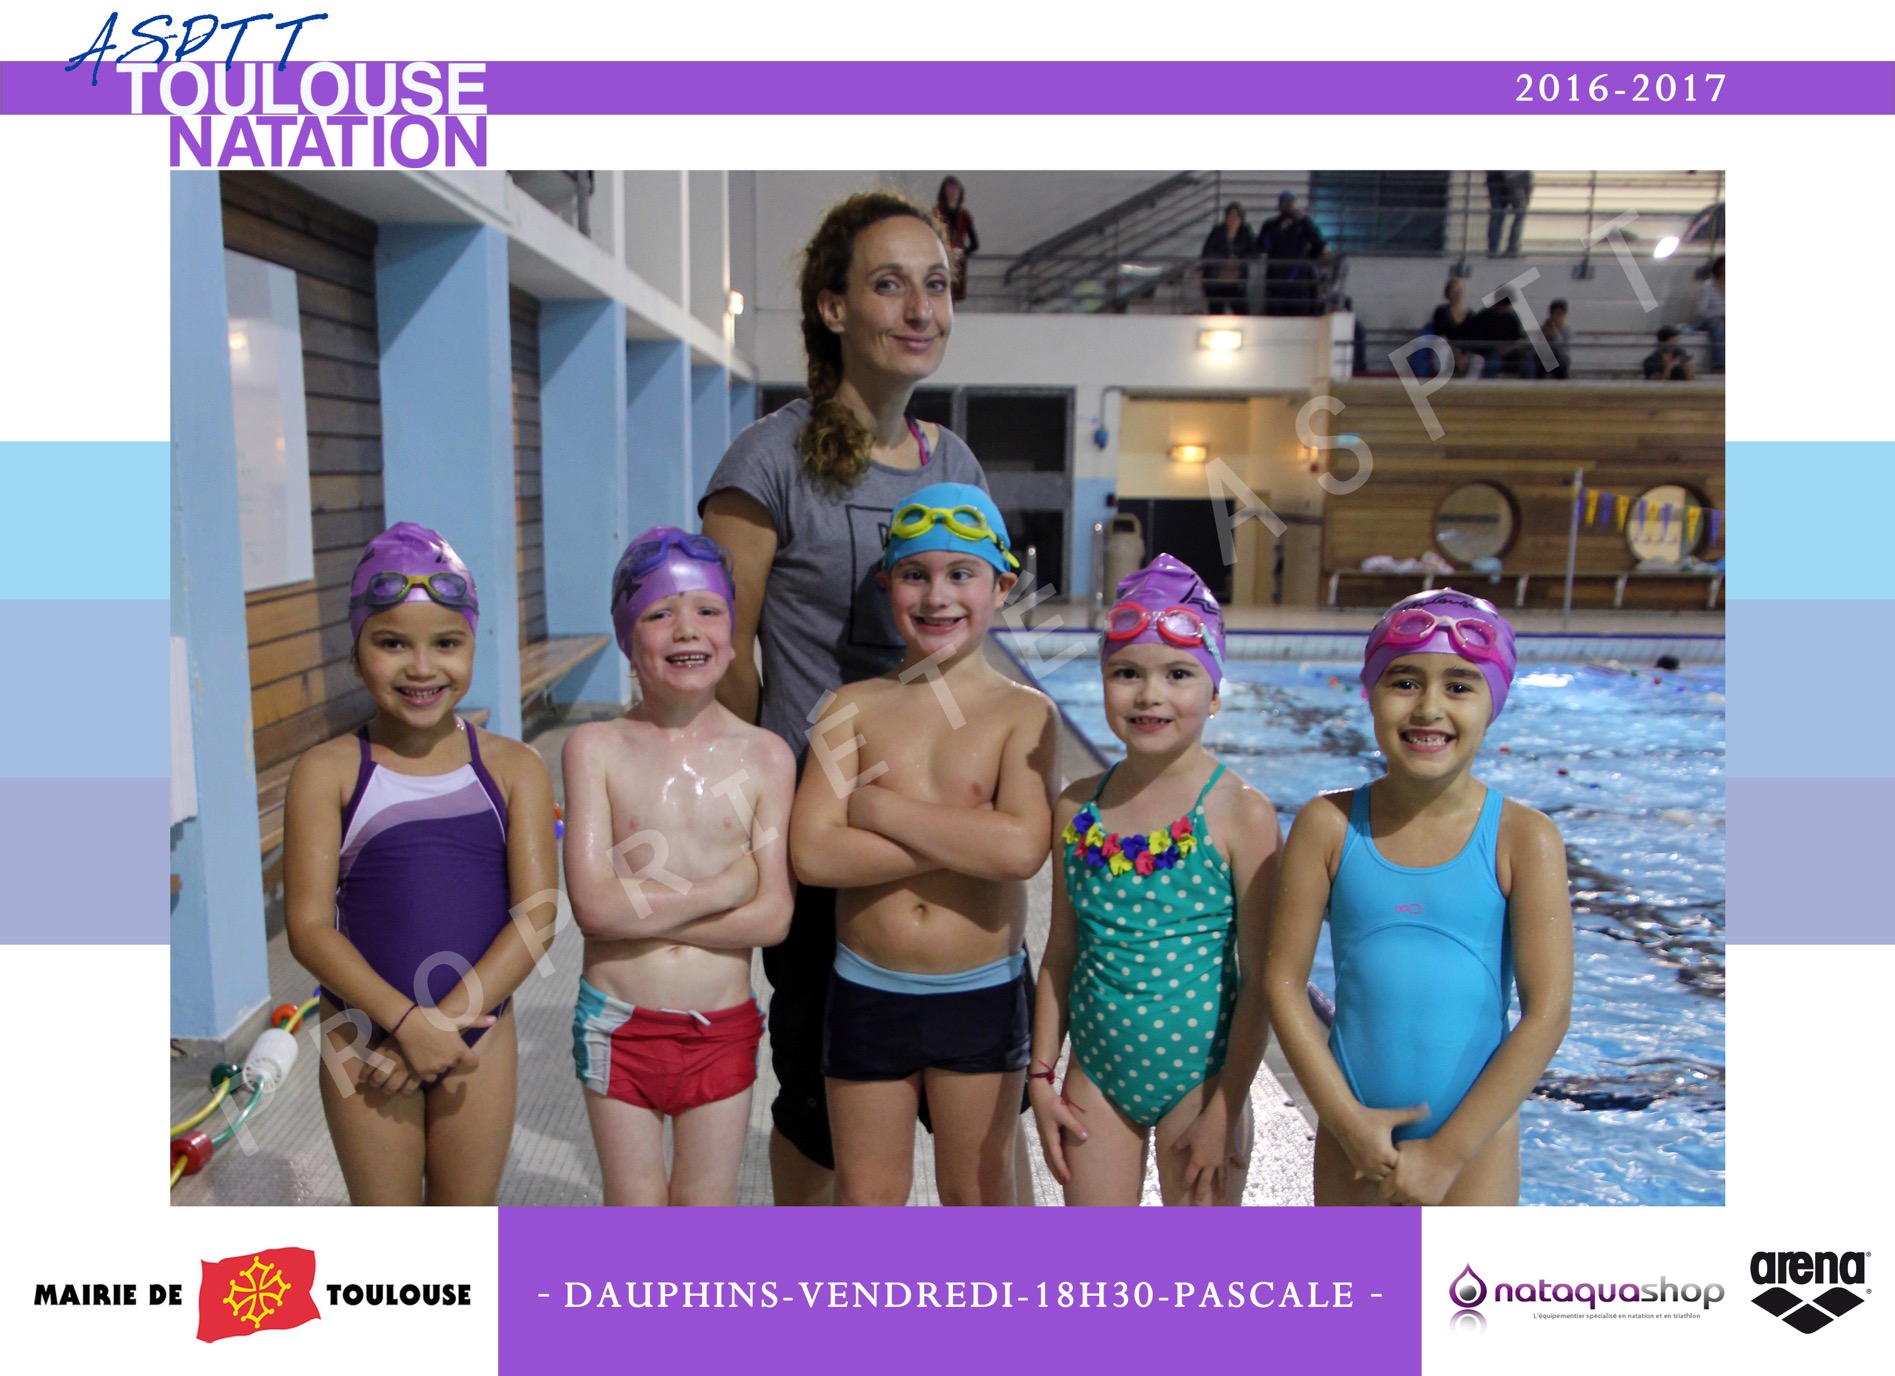 ASPTT
TOULOUSE
NATATION
2016-2017
PROPRIÉTÉ ASPTT
MAIRIE DE TOULOUSE
- DAUPHINS-VENDREDI-18H30-PASCALE -
nataquashop
L'équipementier spécialisé en natation et en triathlon
arena